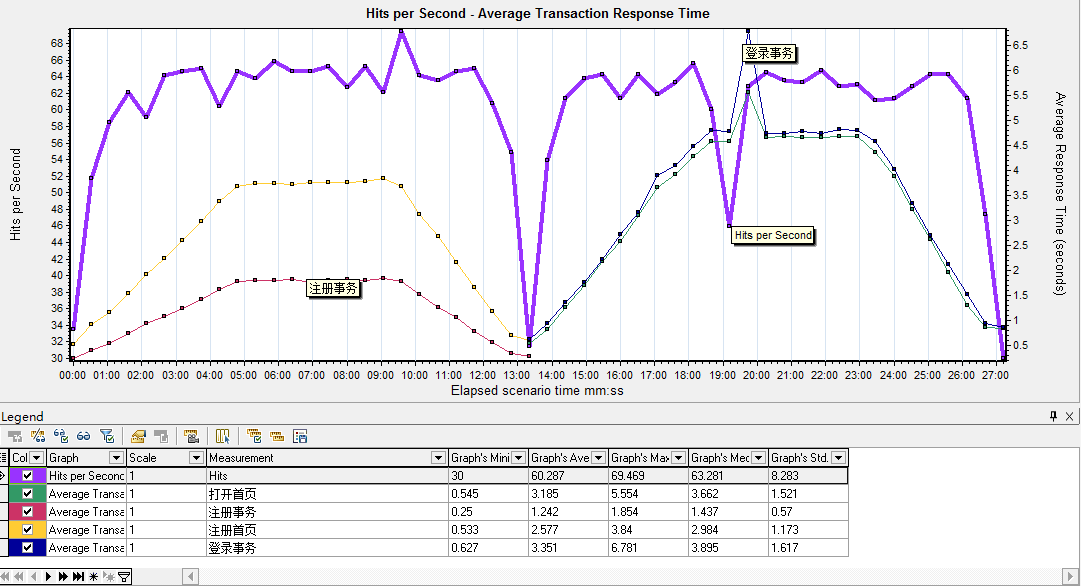 Hits per Second - Average Transaction Response Time
Hits per Second
68
66
64
62
60
58
56
54
52
50
48
46
44
42
40
38
36
34
32
30
登录事务
Hits per Second
注册事务
6.5
6
5.5
5
4.5
4
3.5
3
2.5
2
1.5
1
0.5
Average Response Time (seconds)
00:00 01:00 02:00 03:00 04:00 05:00 06:00 07:00 08:00 09:00 10:00 11:00 12:00 13:00 14:00 15:00 16:00 17:00 18:00 19:00 20:00 21:00 22:00 23:00 24:00 25:00 26:00 27:00
Elapsed scenario time mm:ss
Legend
Col Graph Scale Measurement Graph's Mini Graph's Ave Graph's Max Graph's Med Graph's Std.
Hits per Second 1 Hits 30 60.287 69.469 63.281 8.283
Average Transa 1 打开首页 0.545 3.185 5.554 3.662 1.521
Average Transa 1 注册事务 0.25 1.242 1.854 1.437 0.57
Average Transa 1 注册首页 0.533 2.577 3.84 2.984 1.173
Average Transa 1 登录事务 0.627 3.351 6.781 3.895 1.617